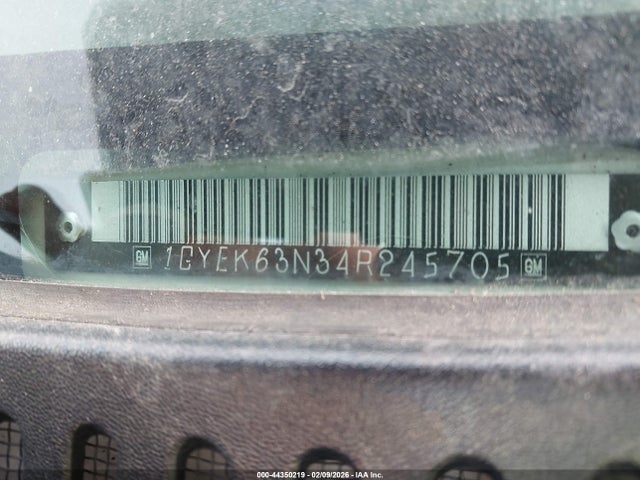 GM 1GYEK63N34R245705 GM
000-44350219 - 02/09/2026 - IAA Inc.